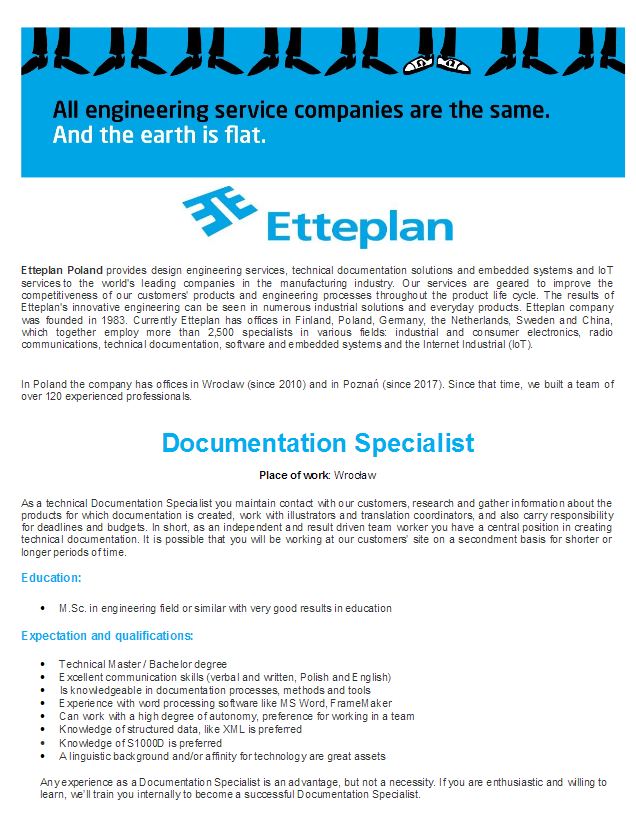 All engineering service companies are the same.
And the earth is flat.
Etteplan
Etteplan Poland provides design engineering services, technical documentation solutions and embedded systems and IoT
services to the world's leading companies in the manufacturing industry. Our services are geared to improve the
competitiveness of our customers' products and engineering processes throughout the product life cycle. The results of
Etteplan's innovative engineering can be seen in numerous industrial solutions and everyday products. Etteplan company
was founded in 1983. Currently Etteplan has offices in Finland, Poland, Germany, the Netherlands, Sweden and China,
which together employ more than 2,500 specialists in various fields: industrial and consumer electronics, radio
communications, technical documentation, software and embedded systems and the Internet Industrial (IoT).
In Poland the company has offices in Wroclaw (since 2010) and in Poznań (since 2017). Since that time, we built a team of
over 120 experienced professionals.
Documentation Specialist
Place of work: Wrocław
As a technical Documentation Specialist you maintain contact with our customers, research and gather information about the
products for which documentation is created, work with illustrators and translation coordinators, and also carry responsibility
for deadlines and budgets. In short, as an independent and result driven team worker you have a central position in creating
technical documentation. It is possible that you will be working at our customers' site on a secondment basis for shorter or
longer periods of time.
Education:
• M.Sc. in engineering field or similar with very good results in education
Expectation and qualifications:
• Technical Master / Bachelor degree
• Excellent communication skills (verbal and written, Polish and English)
• Is knowledgeable in documentation processes, methods and tools
• Experience with word processing software like MS Word, FrameMaker
• Can work with a high degree of autonomy, preference for working in a team
• Knowledge of structured data, like XML is preferred
• Knowledge of S1000D is preferred
• A linguistic background and/or affinity for technology are great assets
Any experience as a Documentation Specialist is an advantage, but not a necessity. If you are enthusiastic and willing to
learn, we'll train you internally to become a successful Documentation Specialist.